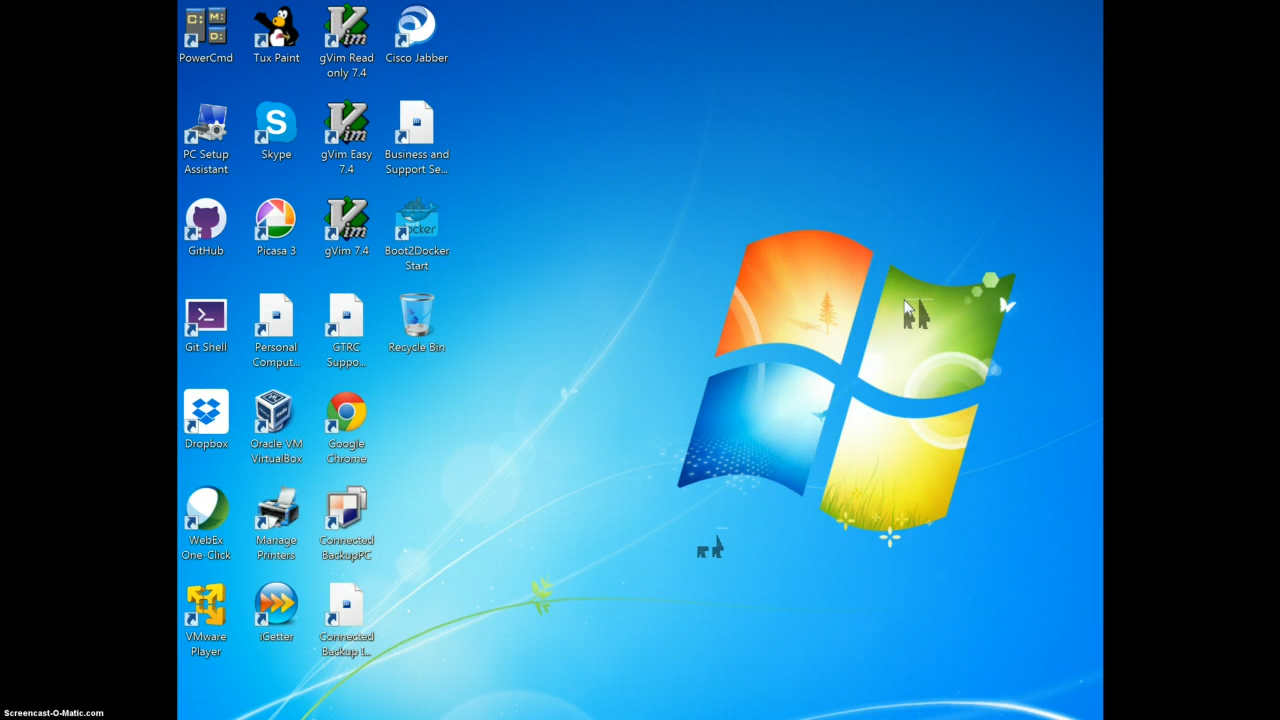 PowerCmd
Tux Paint
gVim Read
only 7.4
Cisco Jabber
PC Setup
Assistant
Skype
gVim Easy
7.4
Business and
Support Se...
GitHub
Picasa 3
gVim 7.4
Boot2Docker
Start
Git Shell
Personal
Comput...
GTRC
Suppo...
Recycle Bin
Dropbox
Oracle VM
VirtualBox
Google
Chrome
WebEx
One-Click
Manage
Printers
Connected
BackupPC
VMware
Player
iGetter
Connected
Backup I...
Screencast-O-Matic.com